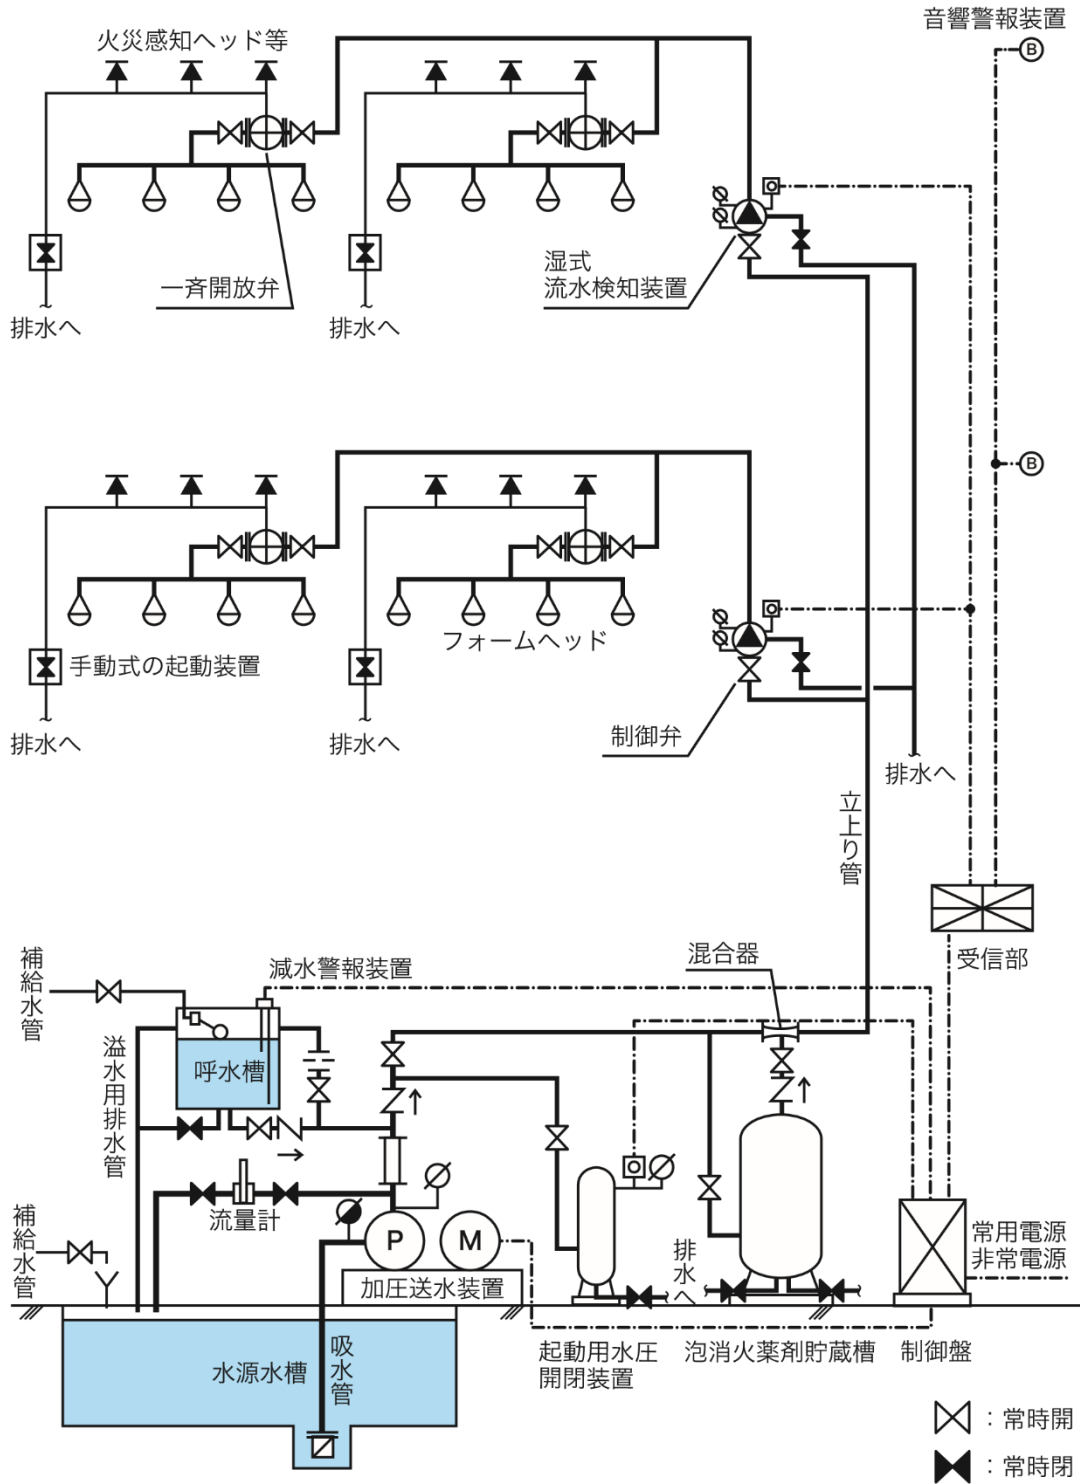 音響警報装置
B
火災感知ヘッド等
湿式
流水検知装置
一斉開放弁
排水へ
排水へ
B
フォームヘッド
手動式の起動装置
制御弁
排水へ
排水へ
排水へ
立上り管
受信部
混合器
補給水管
減水警報装置
溢水用排水管
呼水槽
流量計
補給水管
P
M
加圧送水装置
排水へ
常用電源
非常電源
起動用水圧
開閉装置
泡消火薬剤貯蔵槽
制御盤
吸水管
水源水槽
：常時開
：常時閉